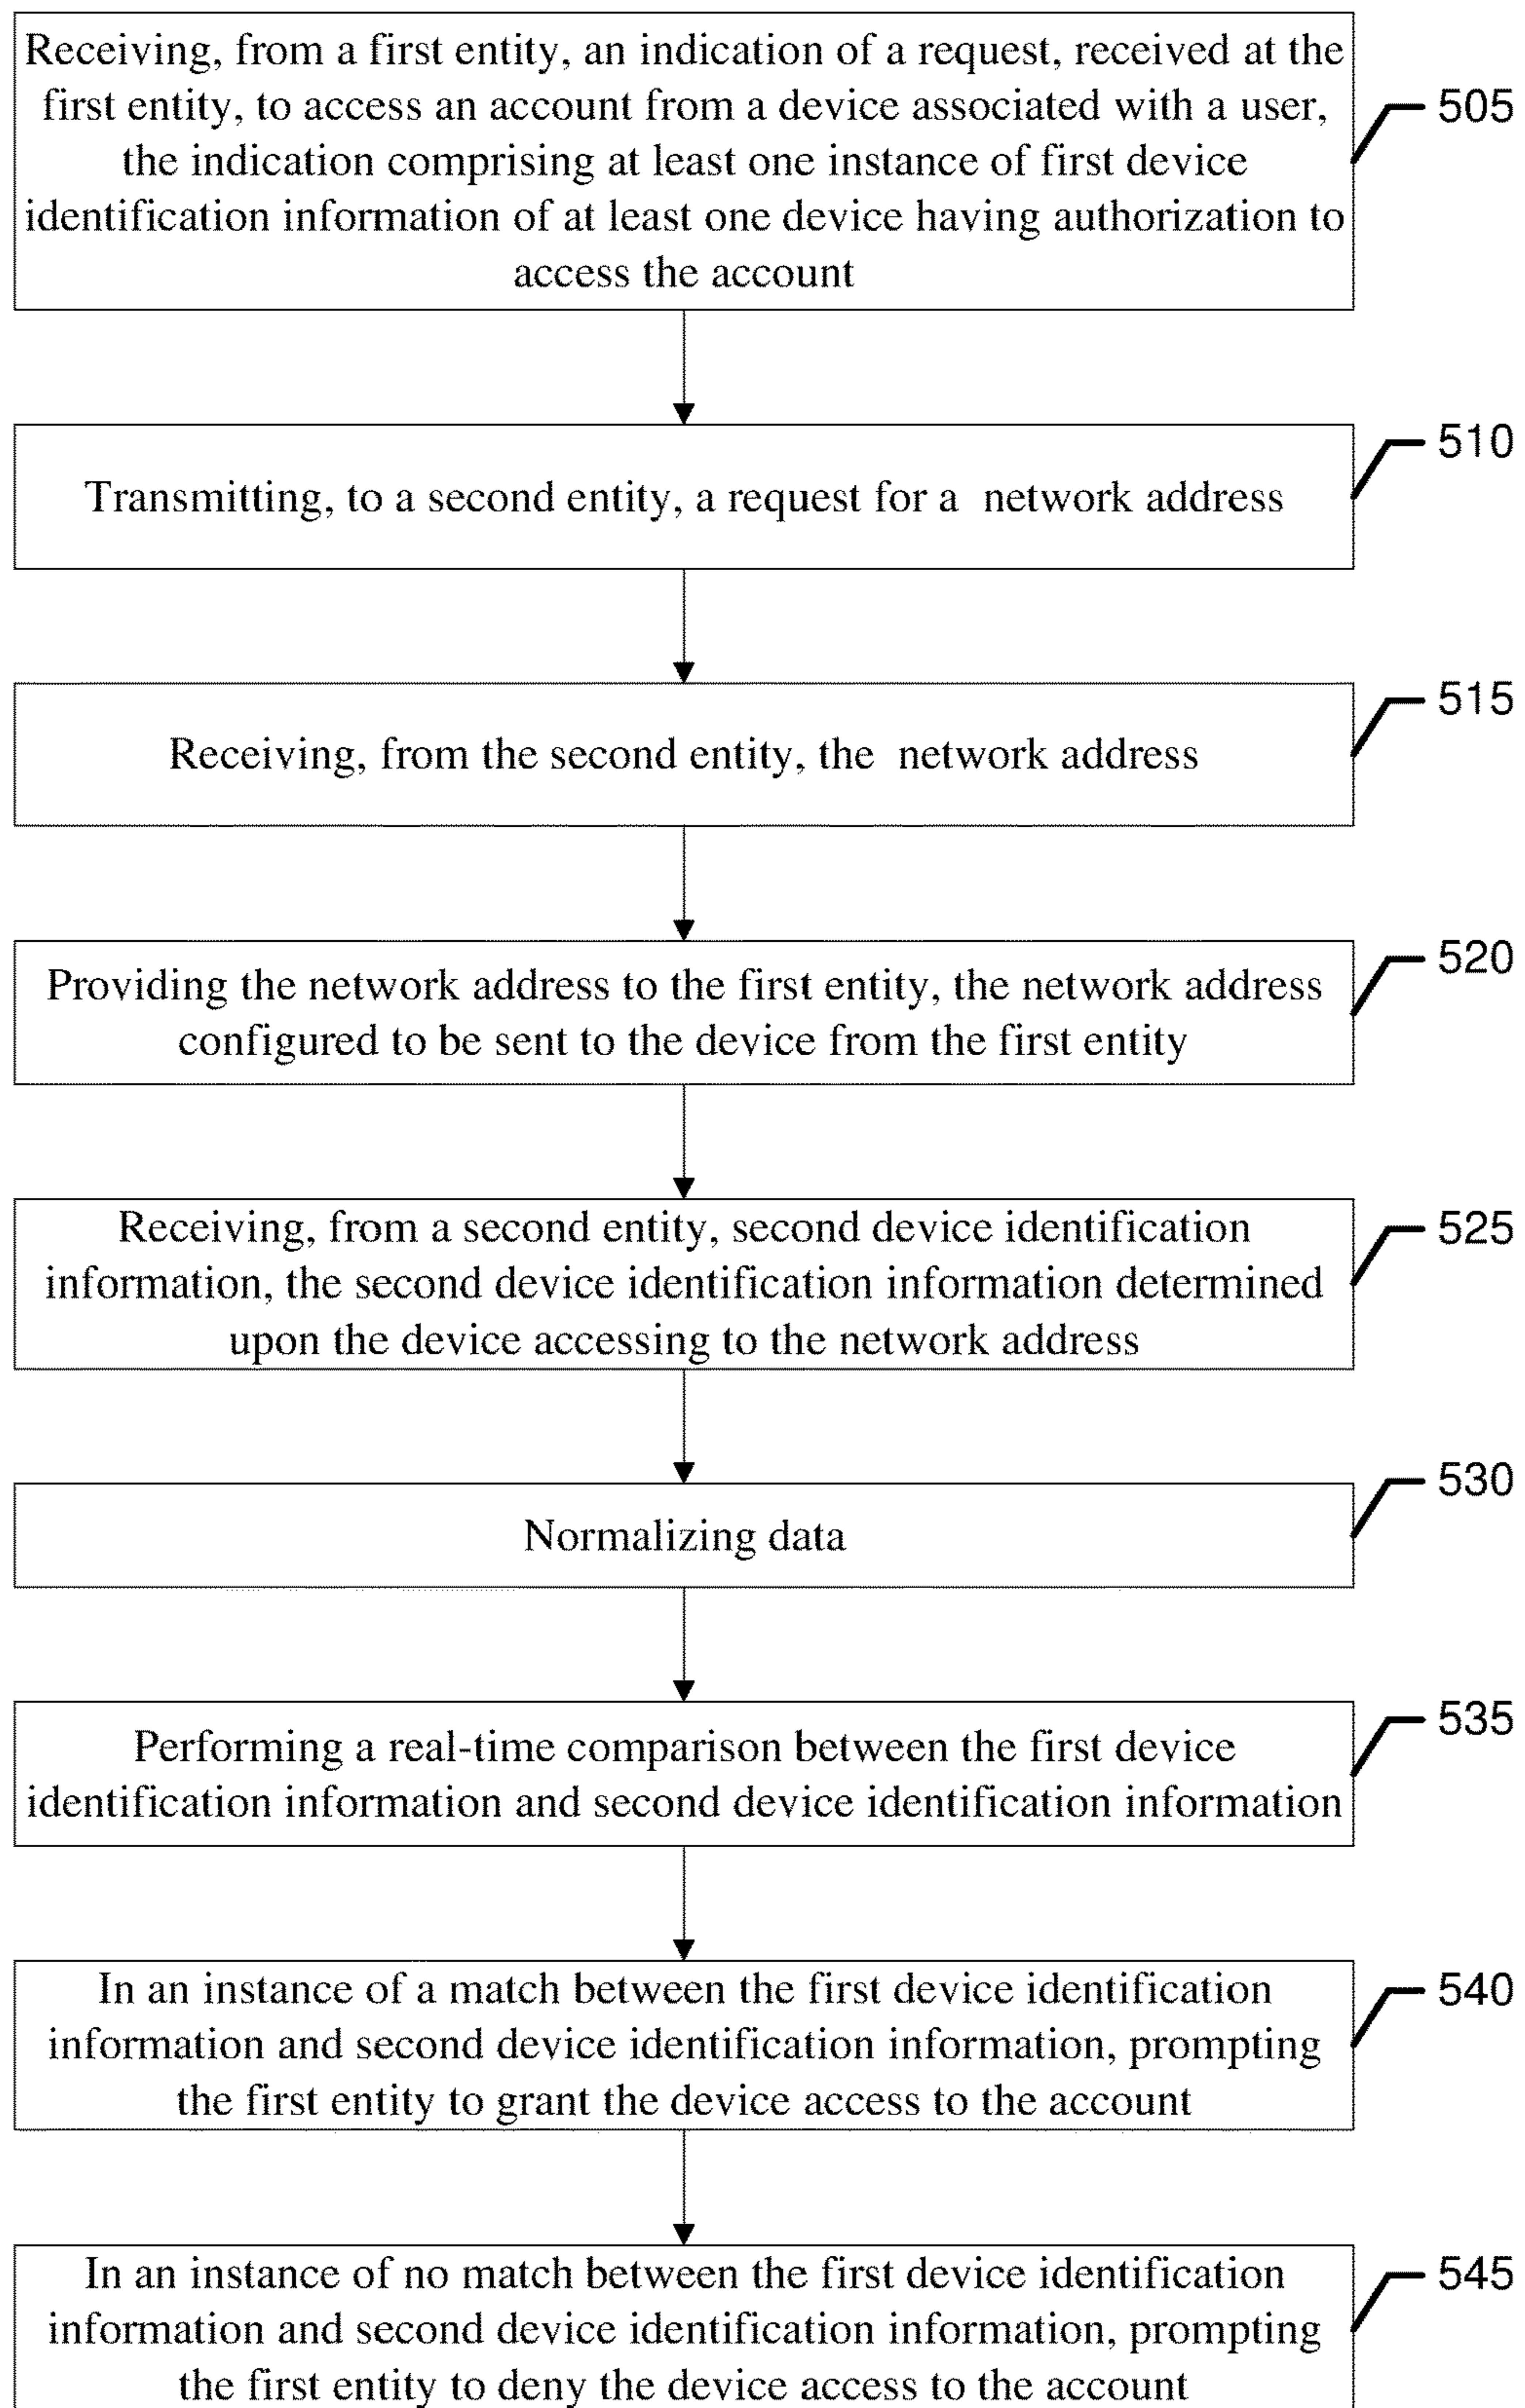 Receiving, from a first entity, an indication of a request, received at the
first entity, to access an account from a device associated with a user,
the indication comprising at least one instance of first device
identification information of at least one device having authorization to
access the account
505
Transmitting, to a second entity, a request for a network address
510
Receiving, from the second entity, the network address
515
Providing the network address to the first entity, the network address
configured to be sent to the device from the first entity
520
Receiving, from a second entity, second device identification
information, the second device identification information determined
upon the device accessing to the network address
525
Normalizing data
530
Performing a real-time comparison between the first device
identification information and second device identification information
535
In an instance of a match between the first device identification
information and second device identification information, prompting
the first entity to grant the device access to the account
540
In an instance of no match between the first device identification
information and second device identification information, prompting
the first entity to deny the device access to the account
545